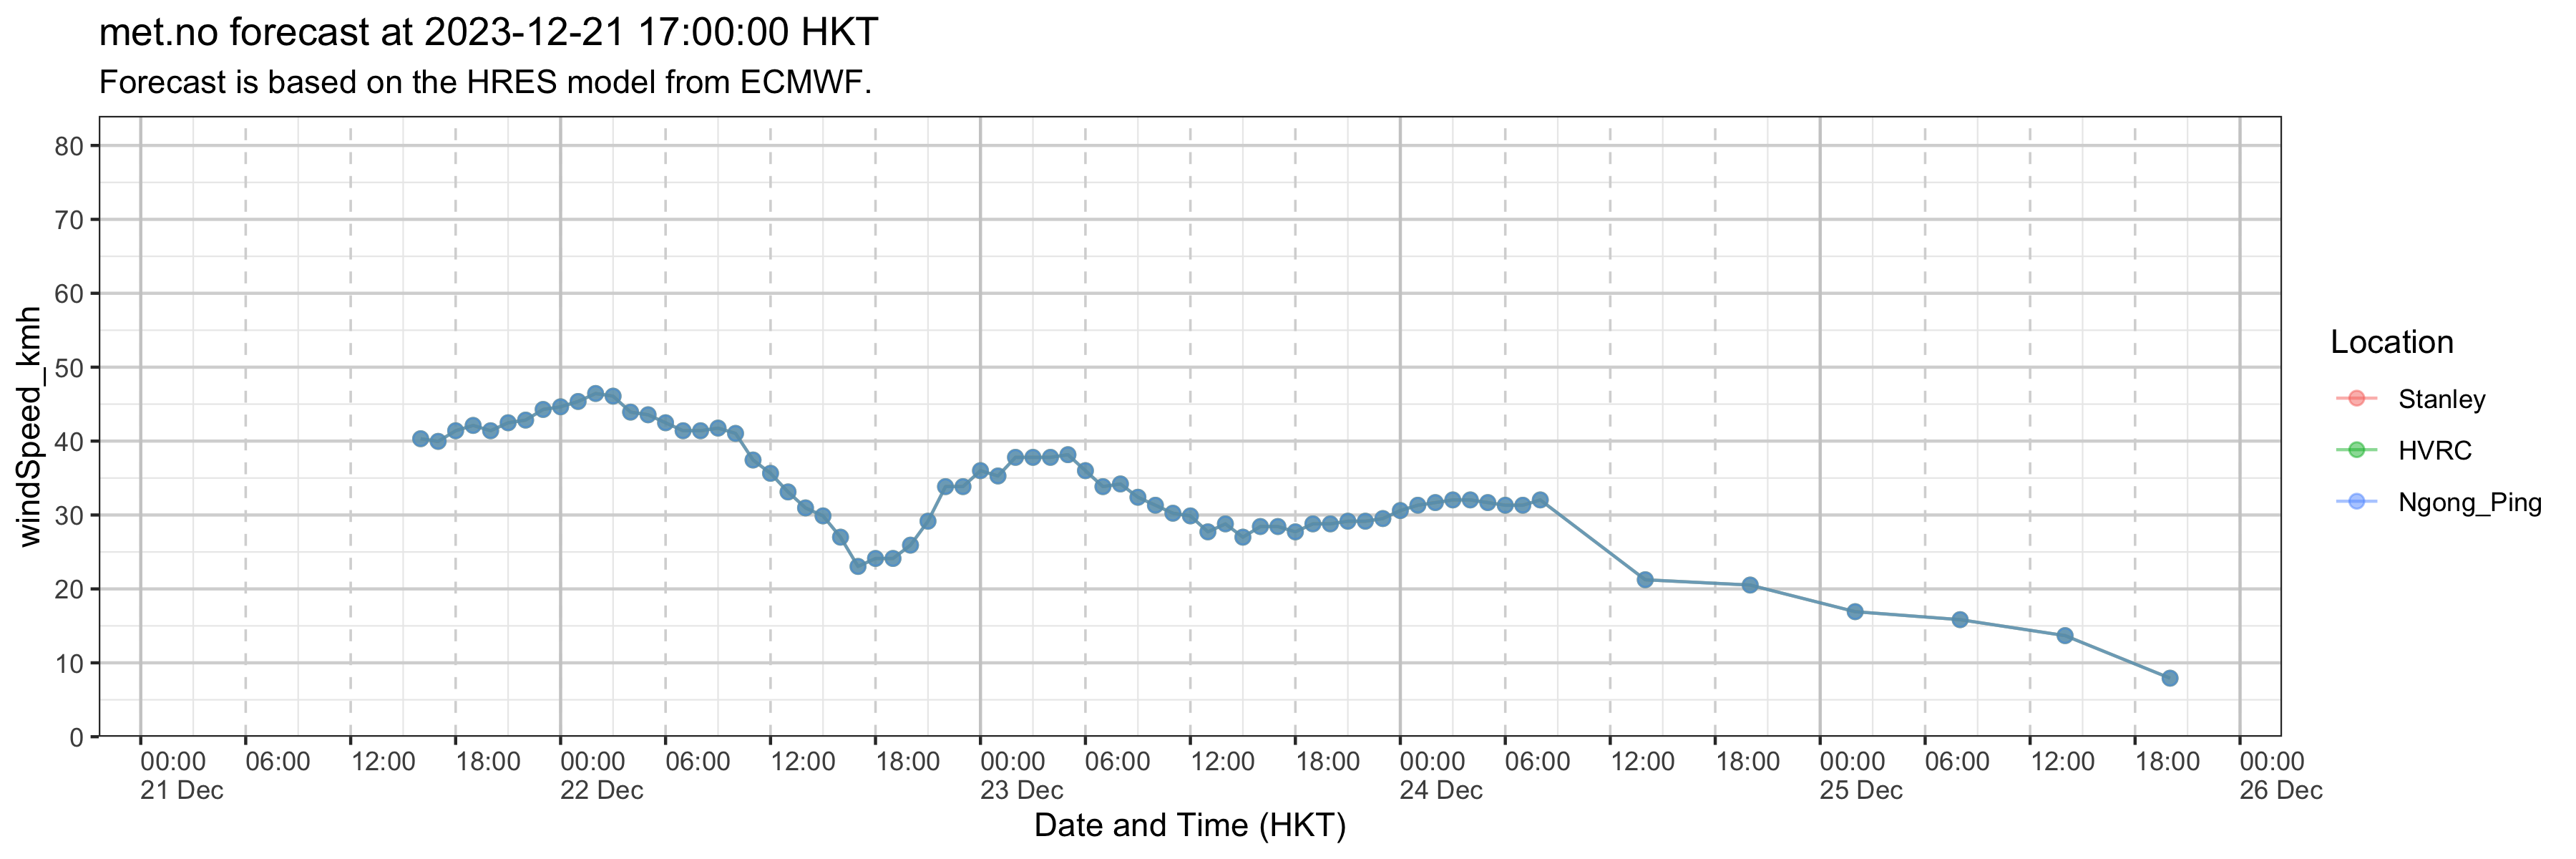 met.no forecast at 2023-12-21 17:00:00 HKT
Forecast is based on the HRES model from ECMWF.
windSpeed_kmh
80
70
60
50
40
30
20
10
0
00:00 06:00 12:00 18:00 00:00 06:00 12:00 18:00 00:00 06:00 12:00 18:00 00:00 06:00 12:00 18:00 00:00 06:00 12:00 18:00 00:00
21 Dec 22 Dec 23 Dec 24 Dec 25 Dec 26 Dec
Date and Time (HKT)
Location
Stanley
HVRC
Ngong_Ping